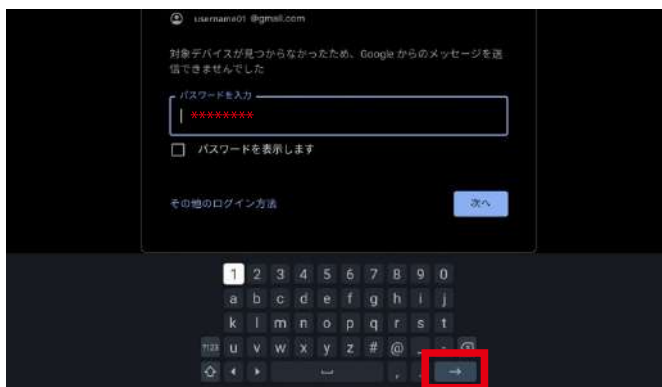 username01 @gmail.com
対象デバイスが見つからなかったため、Google からのメッセージを送
信できませんでした
パスワードを入力
********
パスワードを表示します
その他のログイン方法
次へ
1 2 3 4 5 6 7 8 9 0
a b c d e f g h i j
k l m n o p q r s t
?123 u v w x y z # @ _ -
, .